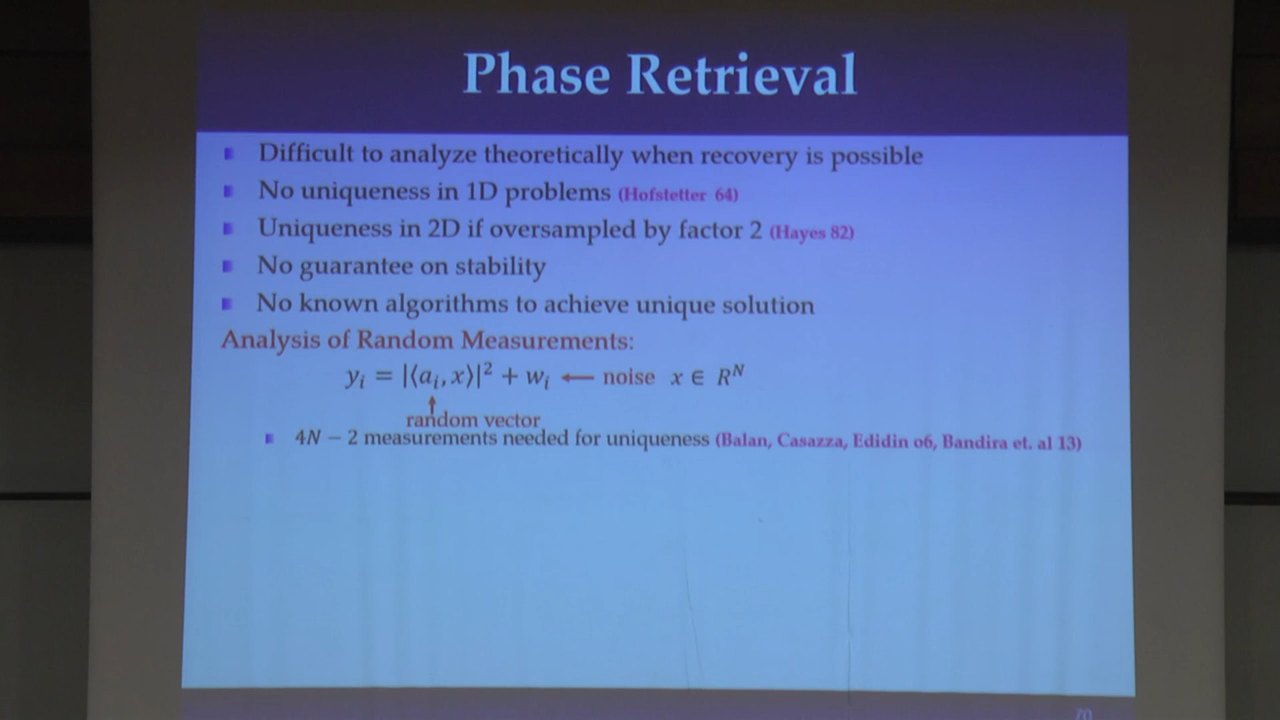 Phase Retrieval
Difficult to analyze theoretically when recovery is possible
No uniqueness in 1D problems (Hofstetter 64)
Uniqueness in 2D if oversampled by factor 2 (Hayes 82)
No guarantee on stability
No known algorithms to achieve unique solution
Analysis of Random Measurements:
yᵢ = |⟨aᵢ, x⟩|² + wᵢ ← noise x ∈ Rᴺ
random vector
4N − 2 measurements needed for uniqueness (Balan, Casazza, Edidin o6, Bandira et. al 13)
70